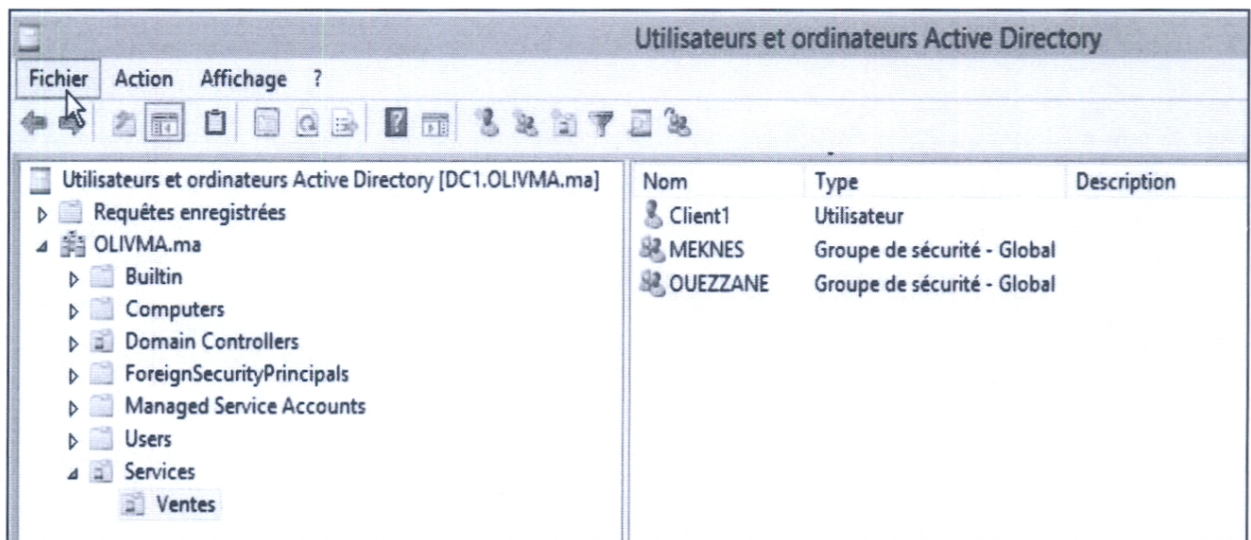 Utilisateurs et ordinateurs Active Directory
Fichier Action Affichage ?
Utilisateurs et ordinateurs Active Directory [DC1.OLIVMA.ma]
Requêtes enregistrées
OLIVMA.ma
Builtin
Computers
Domain Controllers
ForeignSecurityPrincipals
Managed Service Accounts
Users
Services
Ventes
Nom Type Description
Client1 Utilisateur
MEKNES Groupe de sécurité - Global
OUEZZANE Groupe de sécurité - Global